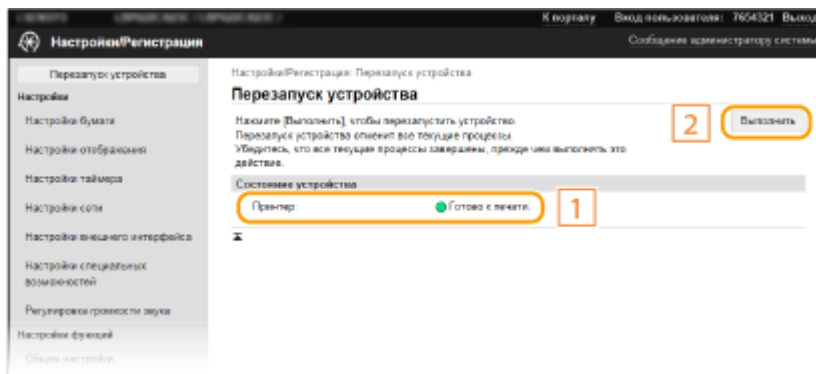 К порталу Вход пользователя: 7654321 Выход
Настройки/Регистрация
Сообщение администратору системы
Перезапуск устройства
Настройки
Настройки бумаги
Настройки отображения
Настройки таймера
Настройки сети
Настройки внешнего интерфейса
Настройки специальных
возможностей
Регулировка громкости звука
Настройки функций
Общие настройки
Настройки/Регистрация: Перезапуск устройства
Перезапуск устройства
Нажмите [Выполнить], чтобы перезапустить устройство.
Перезапуск устройства отменит все текущие процессы.
Убедитесь, что все текущие процессы завершены, прежде чем выполнять это
действие.
2
Выполнить
Состояние устройства
Принтер: Готово к печати.
1